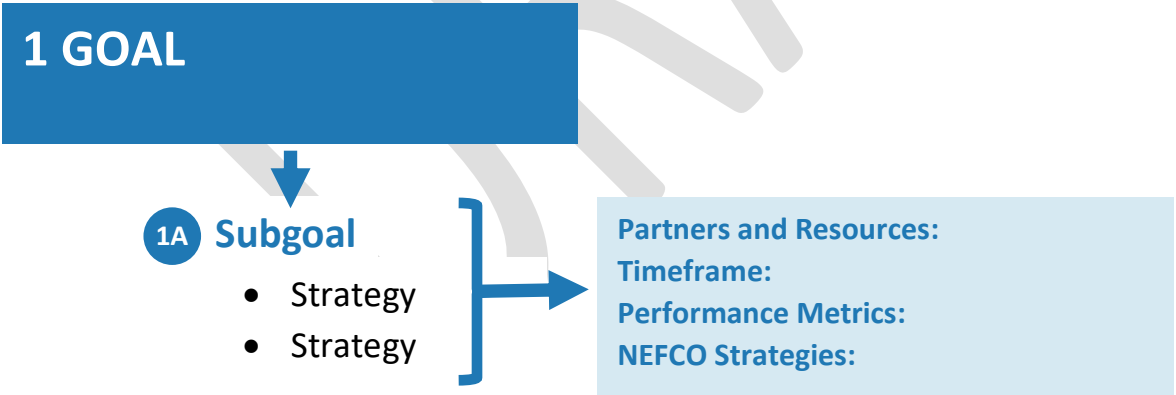 1 GOAL
1A Subgoal
• Strategy
• Strategy
Partners and Resources:
Timeframe:
Performance Metrics:
NEFCO Strategies: